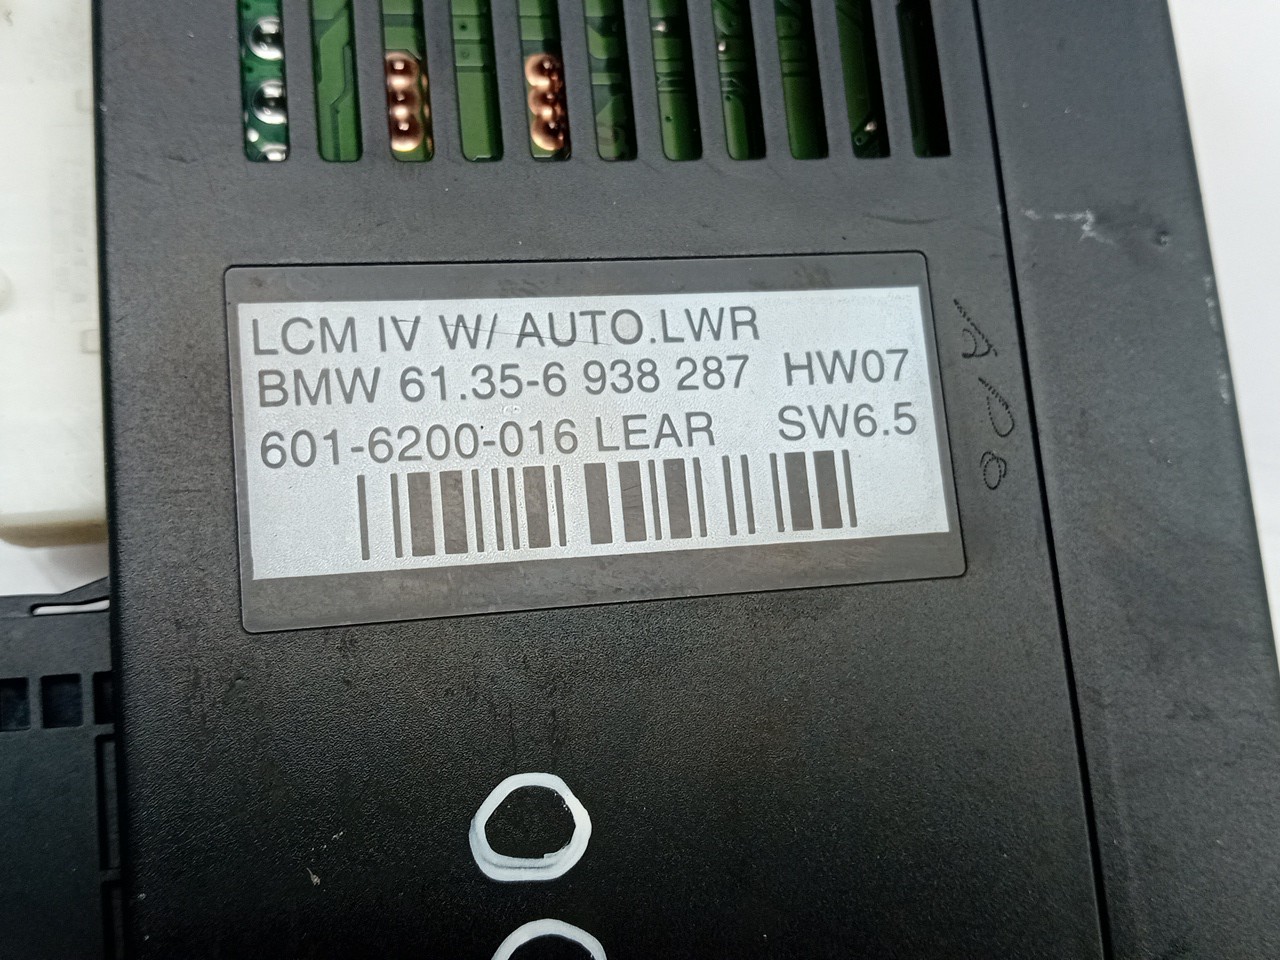 LCM IV W/ AUTO.LWR
BMW 61.35-6 938 287 HW07
601-6200-016 LEAR SW6.5